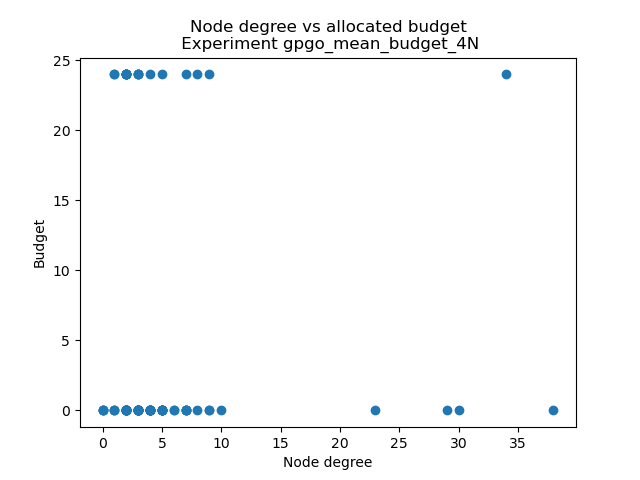 Node degree vs allocated budget
Experiment gpgo_mean_budget_4N
25
20
15
10
5
0
Budget
0 5 10 15 20 25 30 35
Node degree